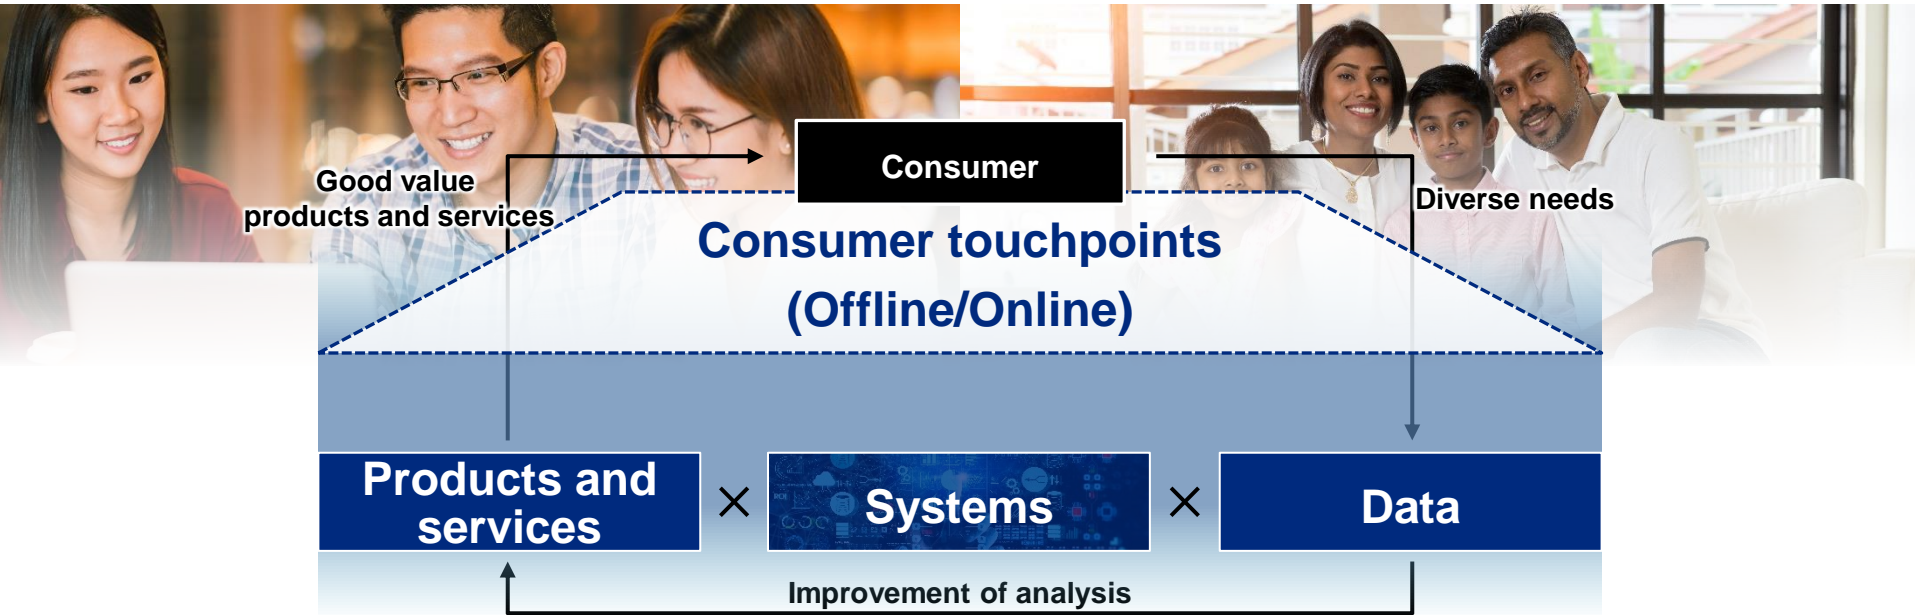 Consumer
Good value
products and services
Diverse needs
Consumer touchpoints
(Offline/Online)
Products and
services
×
Systems
×
Data
Improvement of analysis